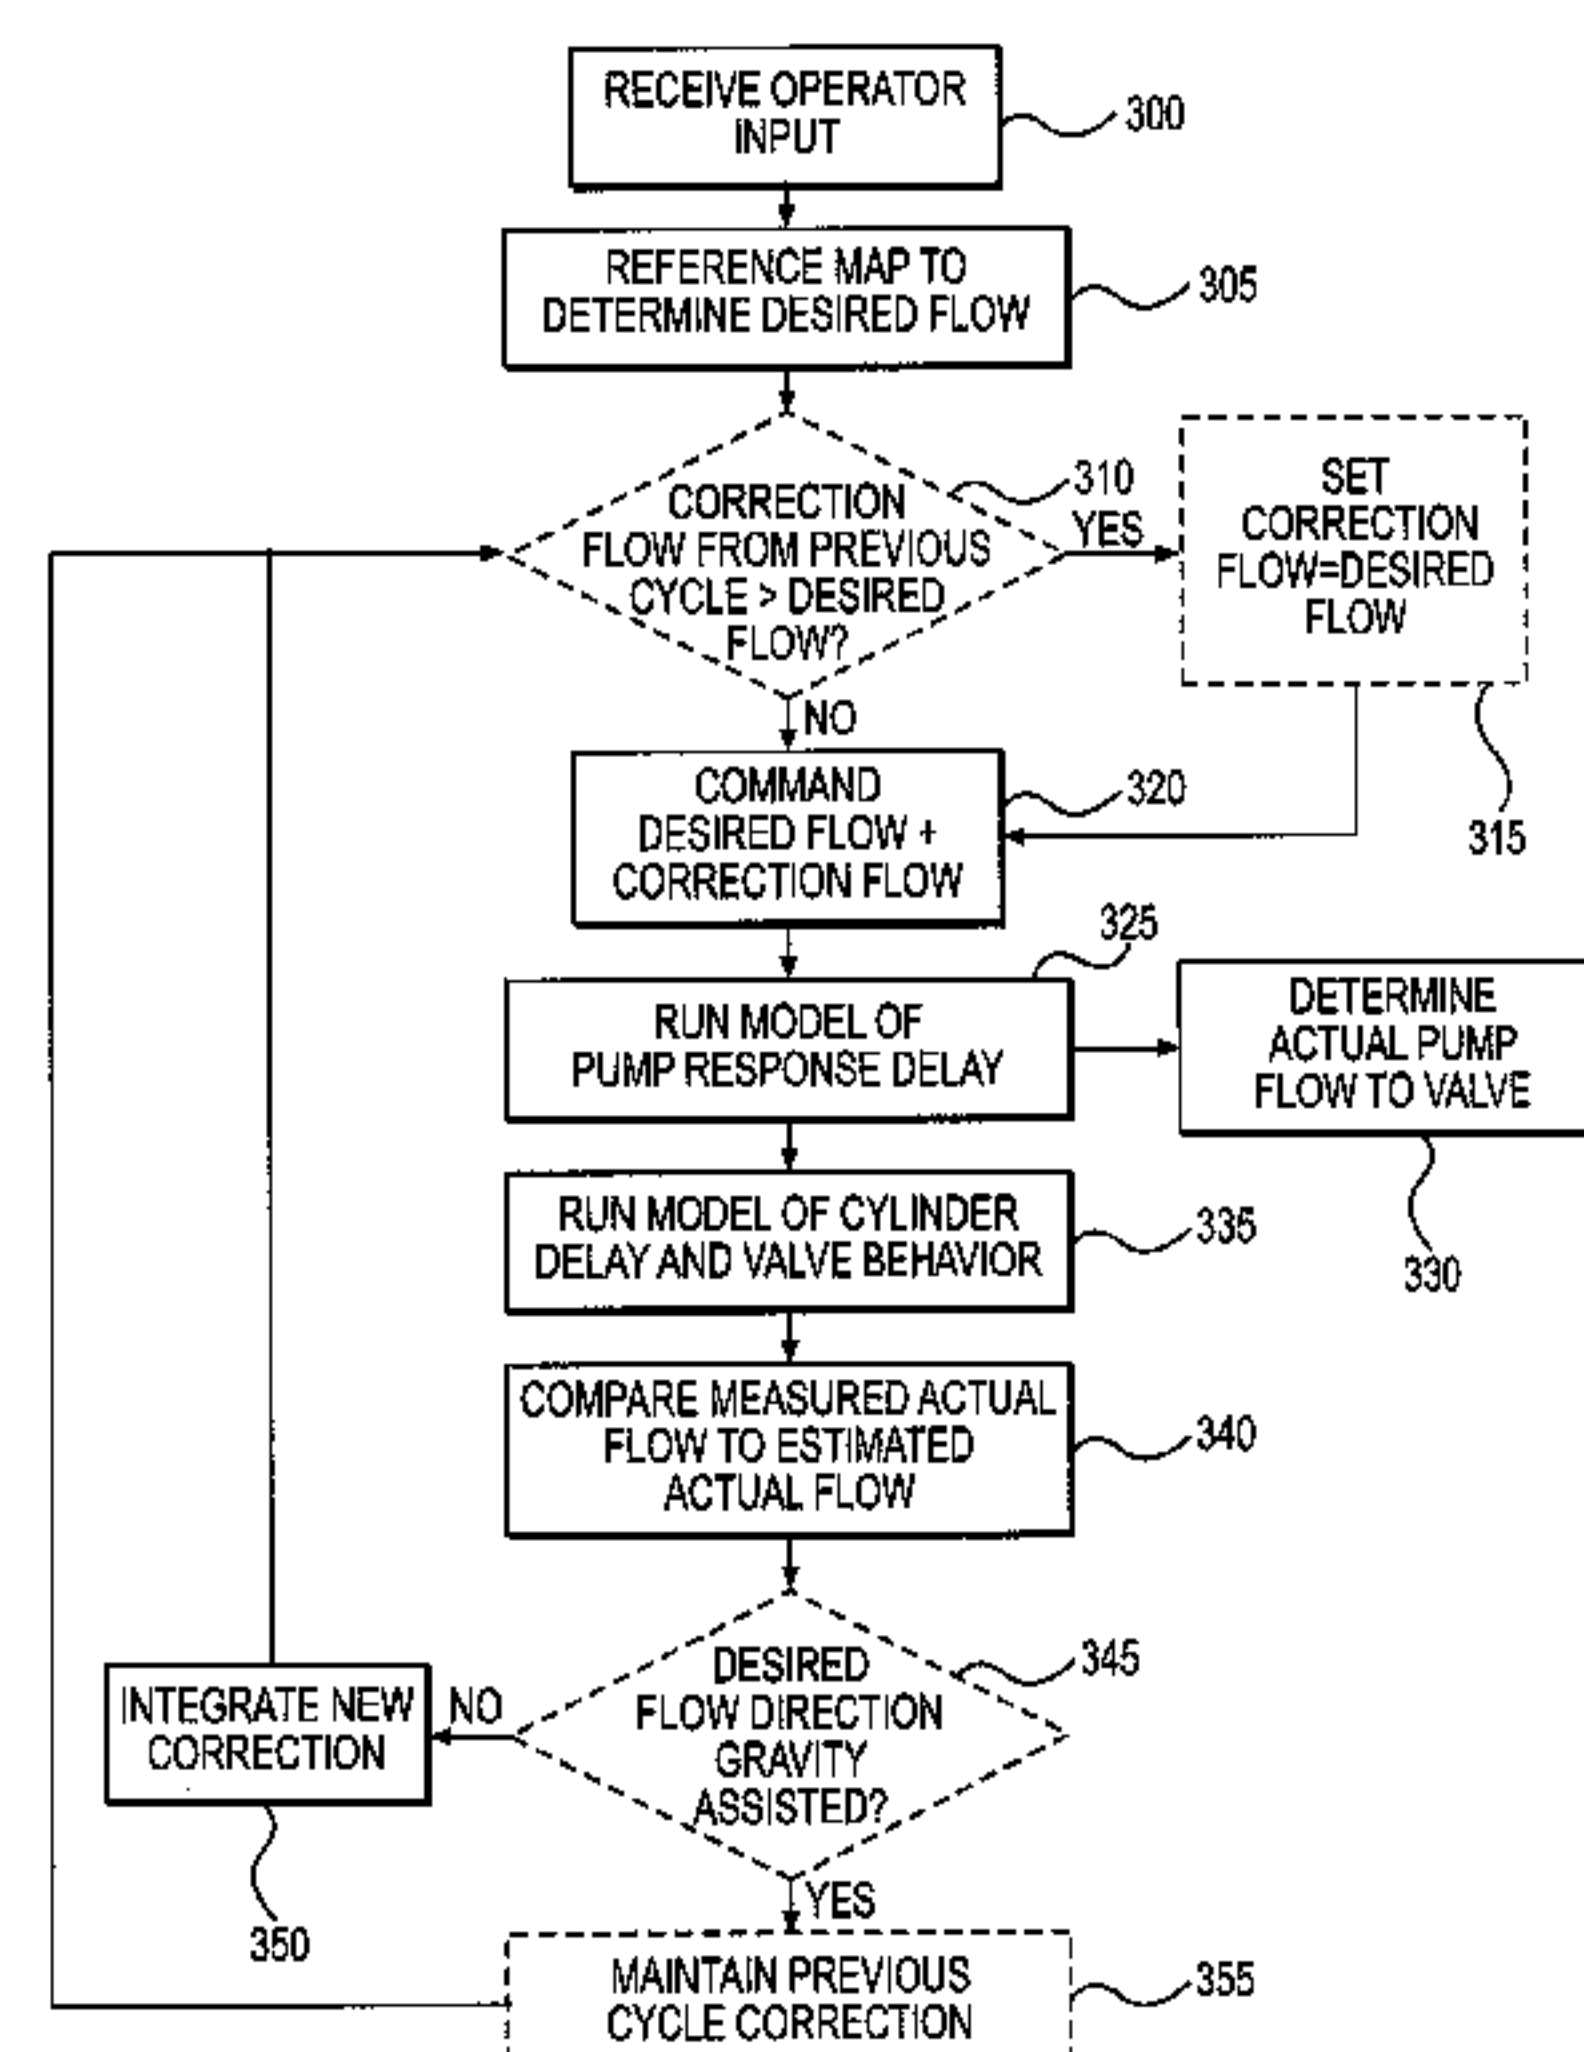 RECEIVE OPERATOR
INPUT
300
REFERENCE MAP TO
DETERMINE DESIRED FLOW
305
CORRECTION
FLOW FROM PREVIOUS
CYCLE > DESIRED
FLOW?
310
YES
SET
CORRECTION
FLOW=DESIRED
FLOW
315
NO
COMMAND
DESIRED FLOW +
CORRECTION FLOW
320
325
RUN MODEL OF
PUMP RESPONSE DELAY
DETERMINE
ACTUAL PUMP
FLOW TO VALVE
330
RUN MODEL OF CYLINDER
DELAY AND VALVE BEHAVIOR
335
COMPARE MEASURED ACTUAL
FLOW TO ESTIMATED
ACTUAL FLOW
340
DESIRED
FLOW DIRECTION
GRAVITY
ASSISTED?
345
NO
INTEGRATE NEW
CORRECTION
350
YES
MAINTAIN PREVIOUS
CYCLE CORRECTION
355